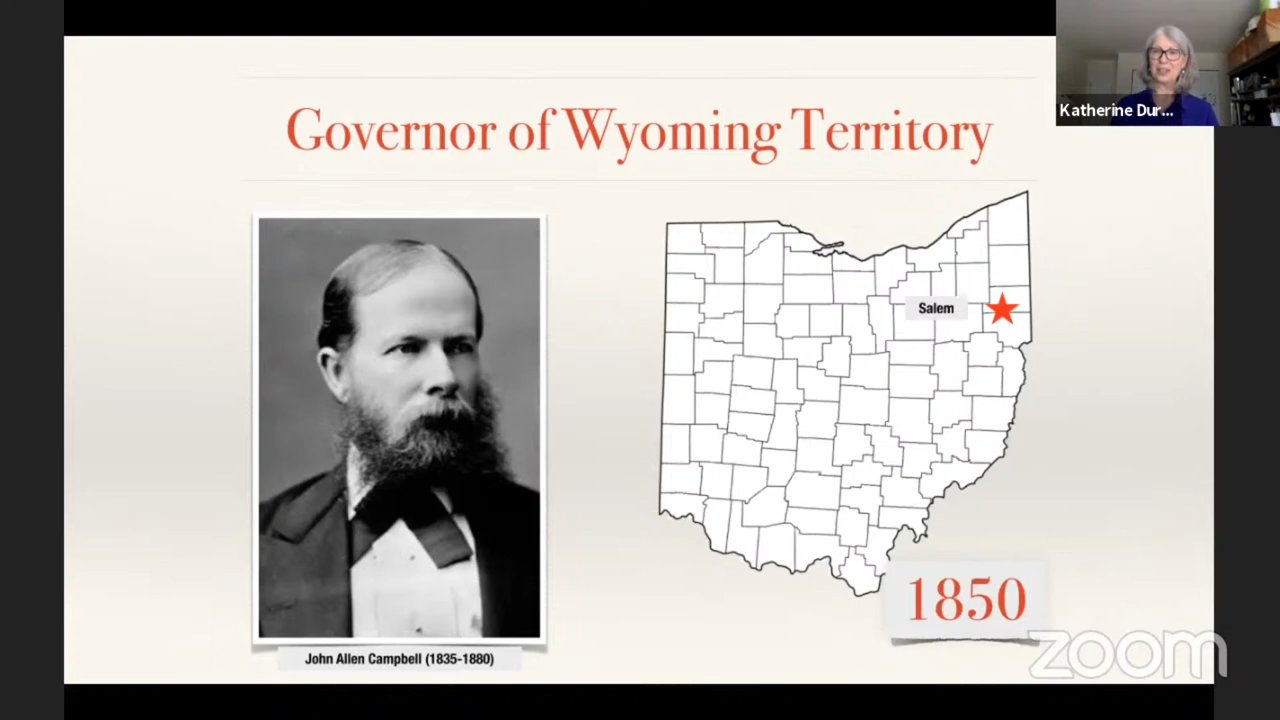 Governor of Wyoming Territory
Katherine Dur...
Salem
1850
John Allen Campbell (1835-1880)
zoom